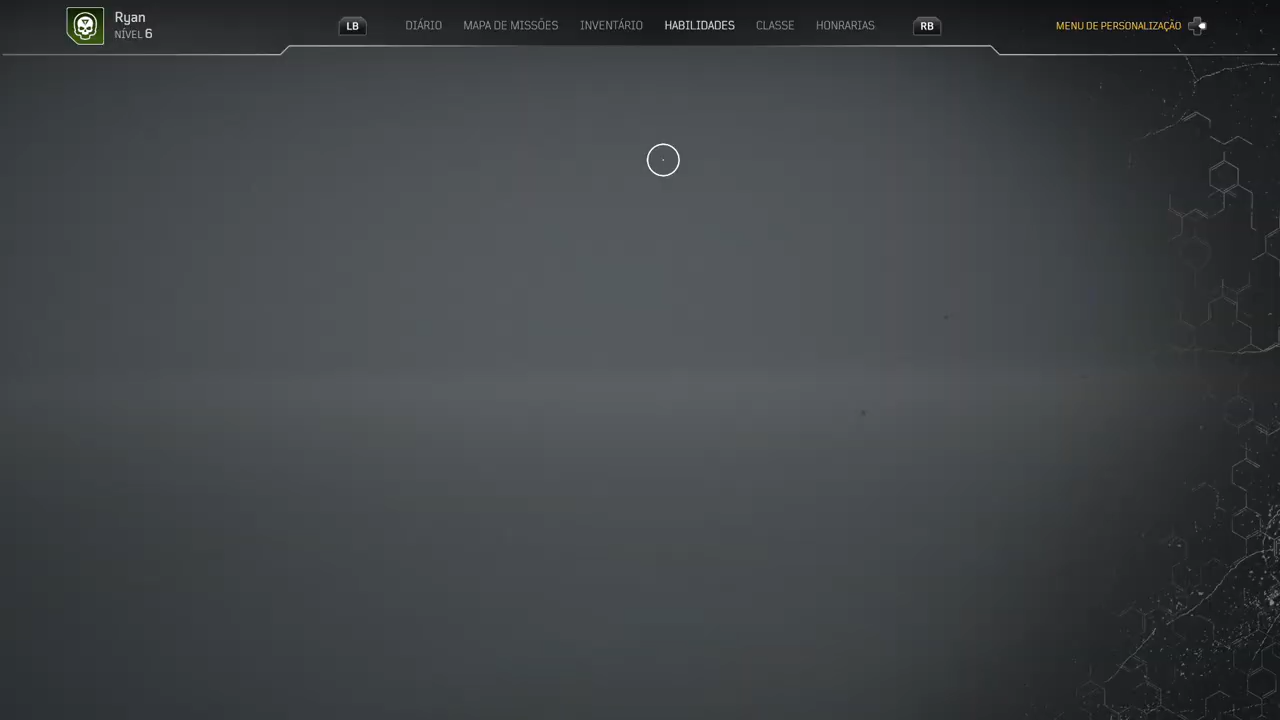 Ryan
NÍVEL 6
LB
DIÁRIO
MAPA DE MISSÕES
INVENTÁRIO
HABILIDADES
CLASSE
HONRARIAS
RB
MENU DE PERSONALIZAÇÃO